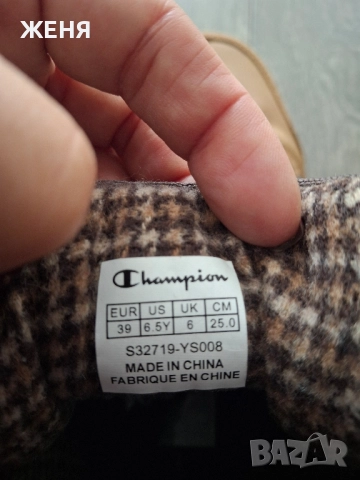 ЖЕНЯ
Champion
EUR US UK CM
39 6.5Y 6 25.0
S32719-YS008
MADE IN CHINA
FABRIQUE EN CHINE
BAZAR